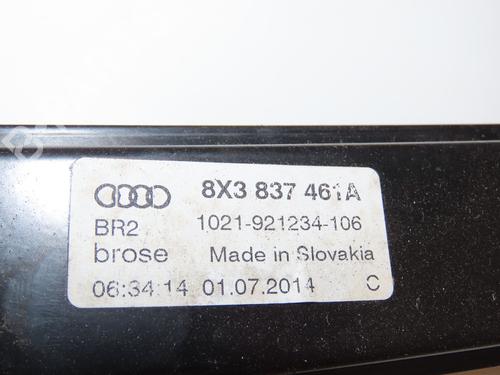 8X3 837 461A
BR2 1021-921234-106
brose Made in Slovakia
06:34:14 01.07.2014 C